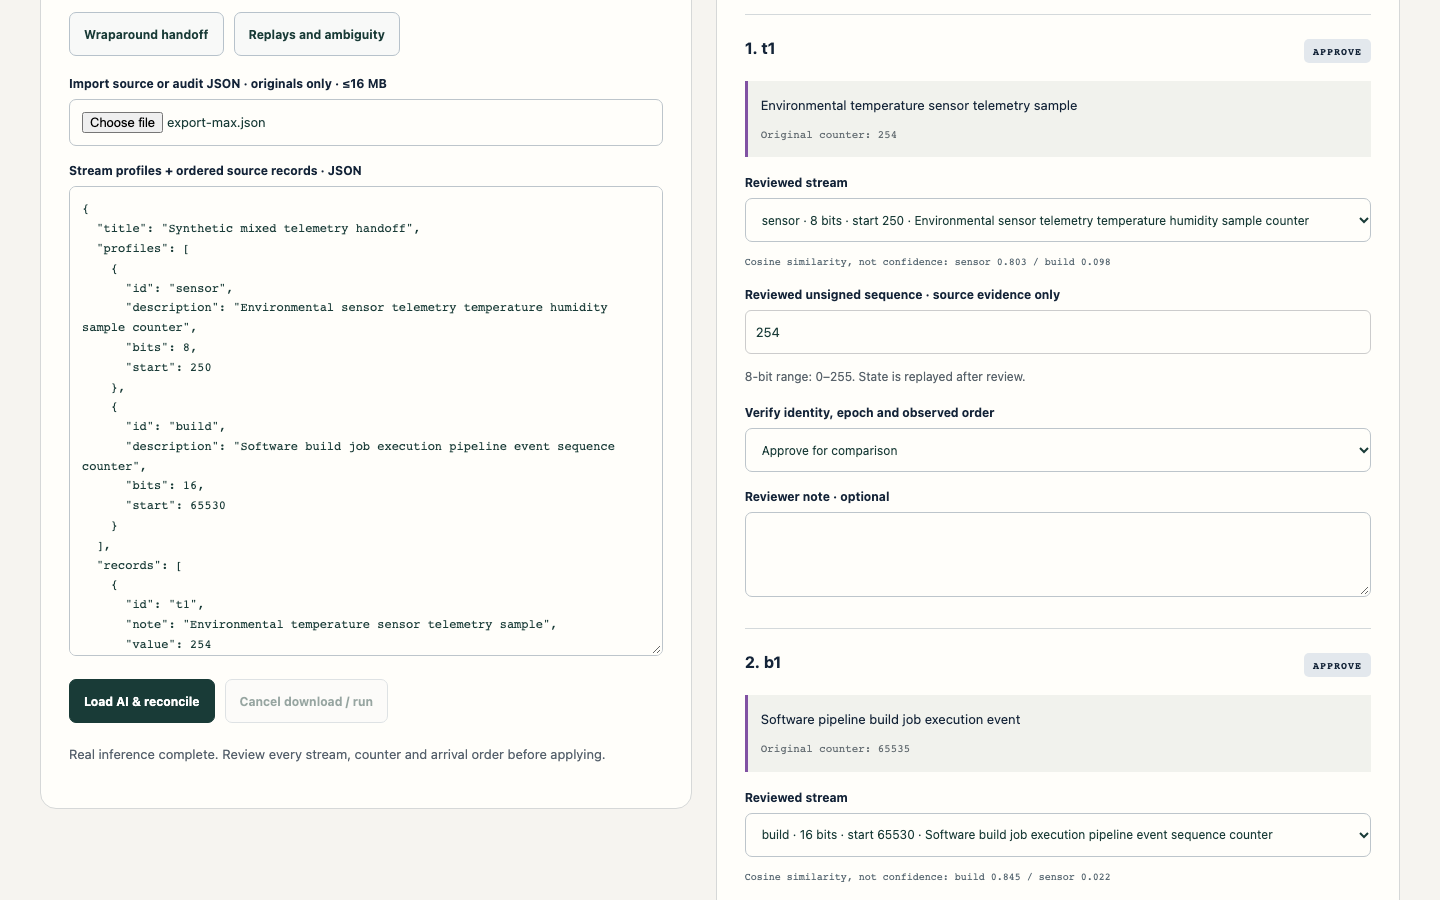 Wraparound handoff
Replays and ambiguity
Import source or audit JSON · originals only · ≤16 MB
Choose file export-max.json
Stream profiles + ordered source records · JSON
{
  "title": "Synthetic mixed telemetry handoff",
  "profiles": [
    {
      "id": "sensor",
      "description": "Environmental sensor telemetry temperature humidity
sample counter",
      "bits": 8,
      "start": 250
    },
    {
      "id": "build",
      "description": "Software build job execution pipeline event sequence
counter",
      "bits": 16,
      "start": 65530
    }
  ],
  "records": [
    {
      "id": "t1",
      "note": "Environmental temperature sensor telemetry sample",
      "value": 254
Load AI & reconcile
Cancel download / run
Real inference complete. Review every stream, counter and arrival order before applying.
1. t1
APPROVE
Environmental temperature sensor telemetry sample
Original counter: 254
Reviewed stream
sensor · 8 bits · start 250 · Environmental sensor telemetry temperature humidity sample counter
Cosine similarity, not confidence: sensor 0.803 / build 0.098
Reviewed unsigned sequence · source evidence only
254
8-bit range: 0–255. State is replayed after review.
Verify identity, epoch and observed order
Approve for comparison
Reviewer note · optional
2. b1
APPROVE
Software pipeline build job execution event
Original counter: 65535
Reviewed stream
build · 16 bits · start 65530 · Software build job execution pipeline event sequence counter
Cosine similarity, not confidence: build 0.845 / sensor 0.022